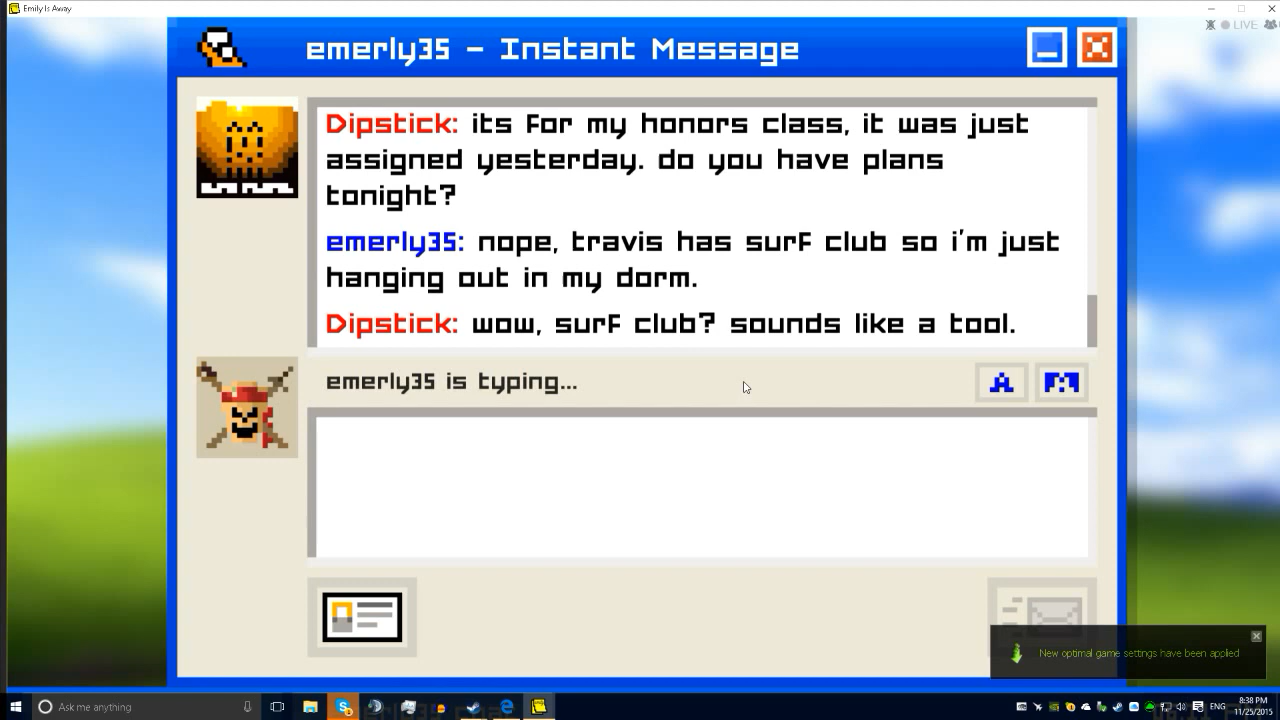 Emily Is Away
LIVE
emerly35 - Instant Message
Dipstick: its for my honors class, it was just
assigned yesterday. do you have plans
tonight?
emerly35: nope, travis has surf club so i'm just
hanging out in my dorm.
Dipstick: wow, surf club? sounds like a tool.
emerly35 is typing...
A
New optimal game settings have been applied
Ask me anything
ENG
8:38 PM
11/25/2015